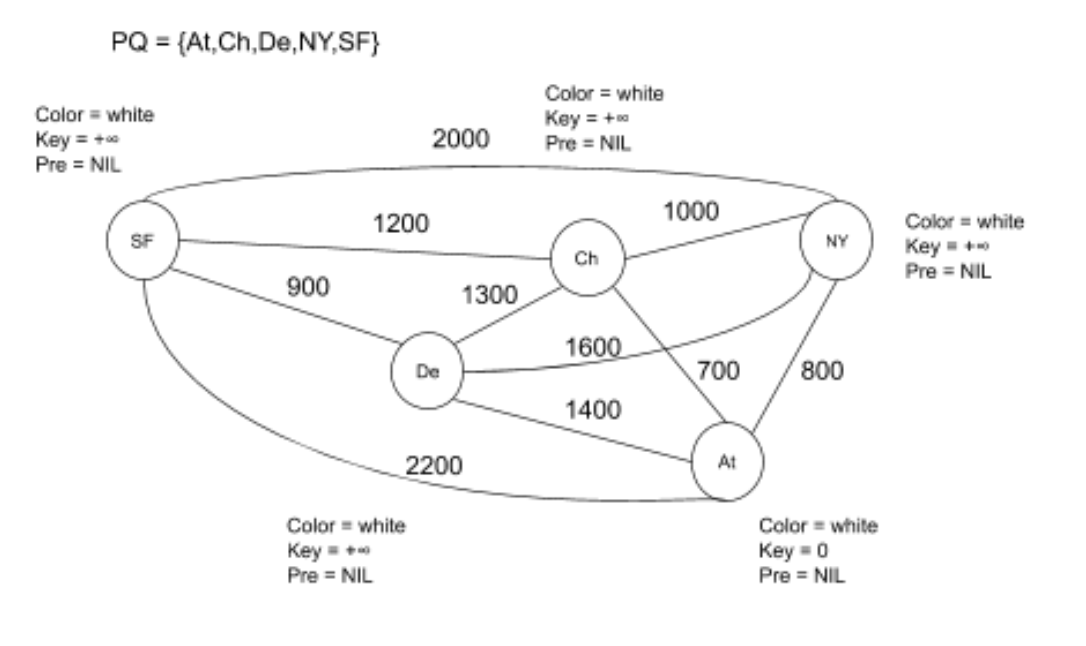 PQ = {At,Ch,De,NY,SF}
Color = white
Key = +∞
Pre = NIL
Color = white
Key = +∞
Pre = NIL
2000
1200
1000
SF
Ch
NY
Color = white
Key = +∞
Pre = NIL
900
1300
1600
De
700
800
1400
At
2200
Color = white
Key = +∞
Pre = NIL
Color = white
Key = 0
Pre = NIL